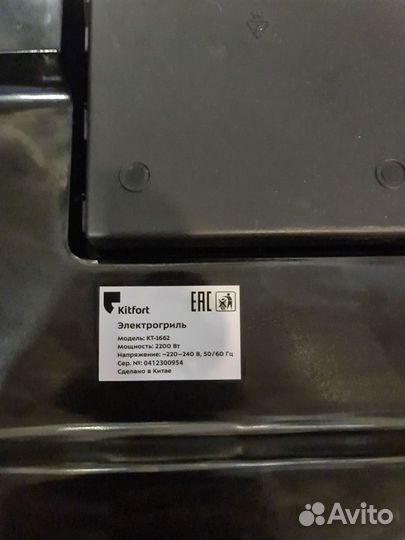 Kitfort
EAC
Электрогриль
Модель: КТ-1662
Мощность: 2200 Вт
Напряжение: ~220–240 В, 50/60 Гц
Сер. №: 0412300954
Сделано в Китае
Avito